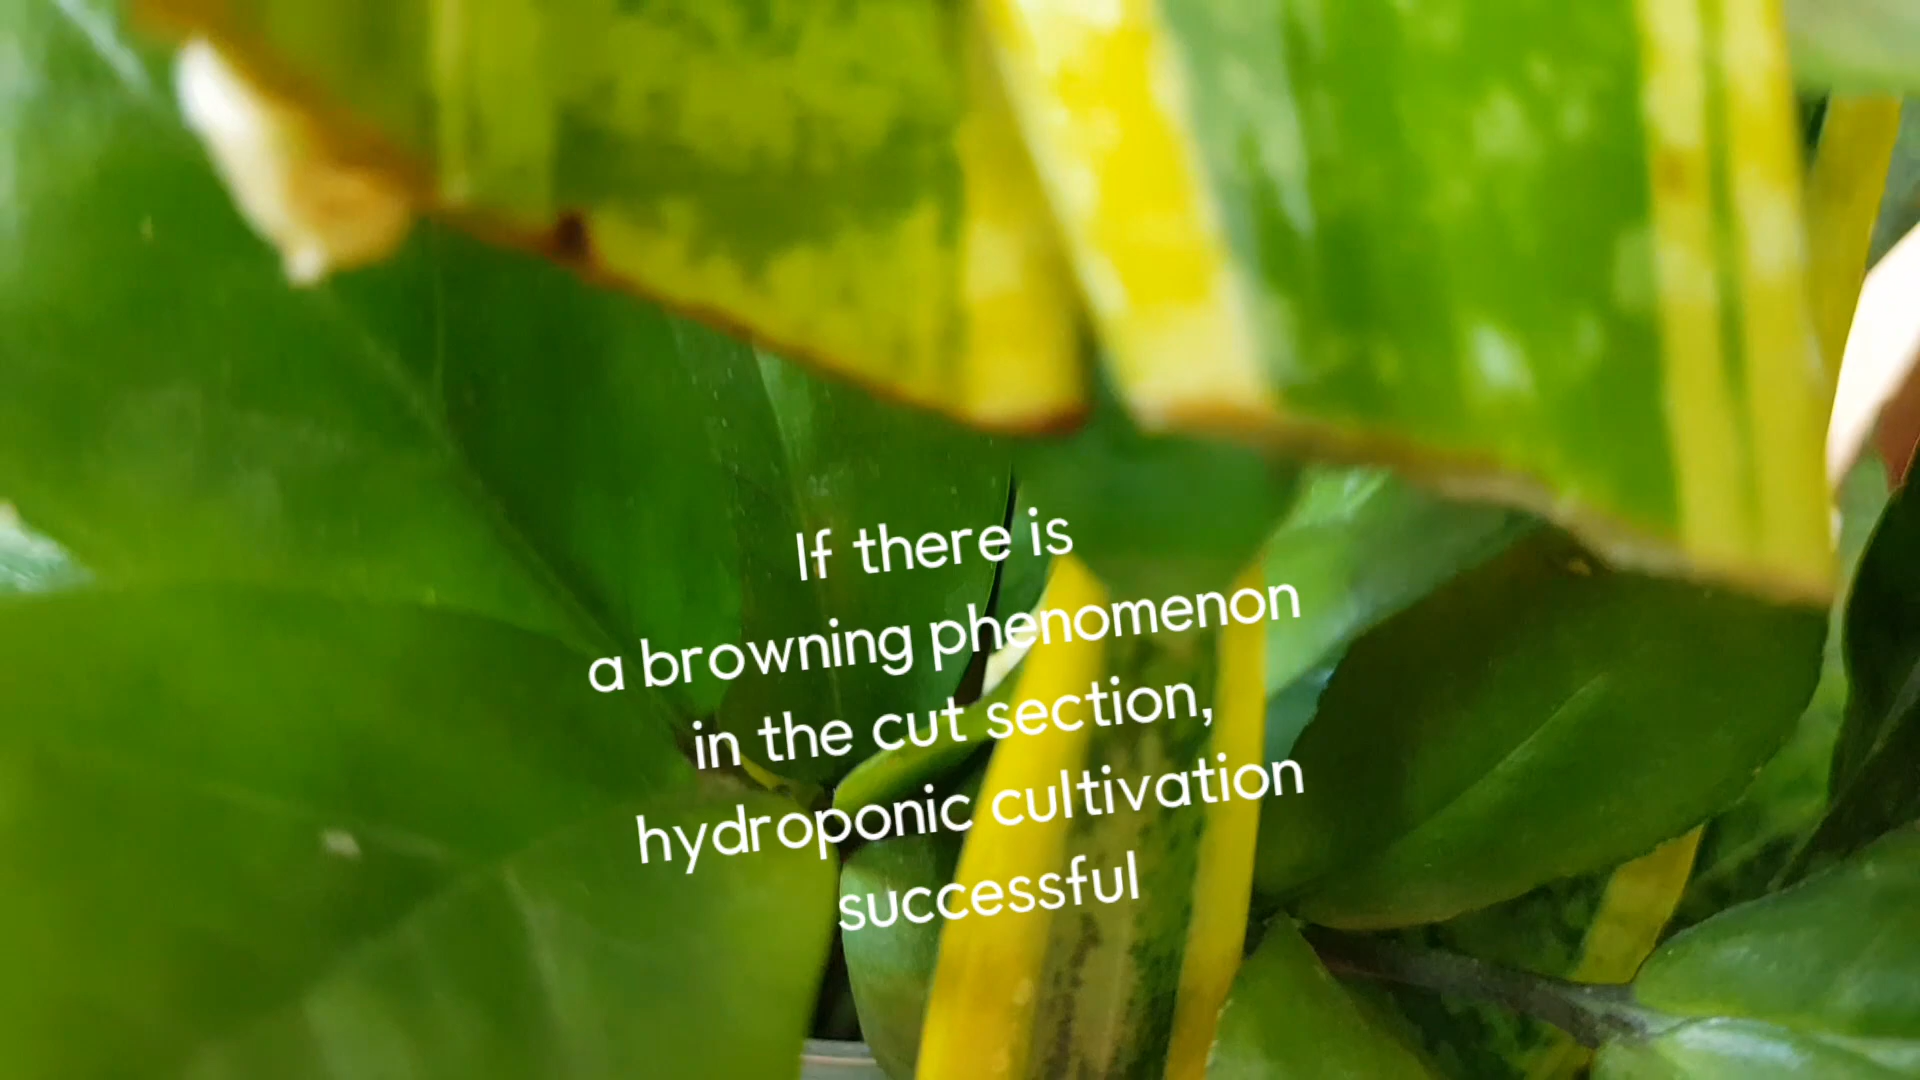 If there is
a browning phenomenon
in the cut section,
hydroponic cultivation
successful